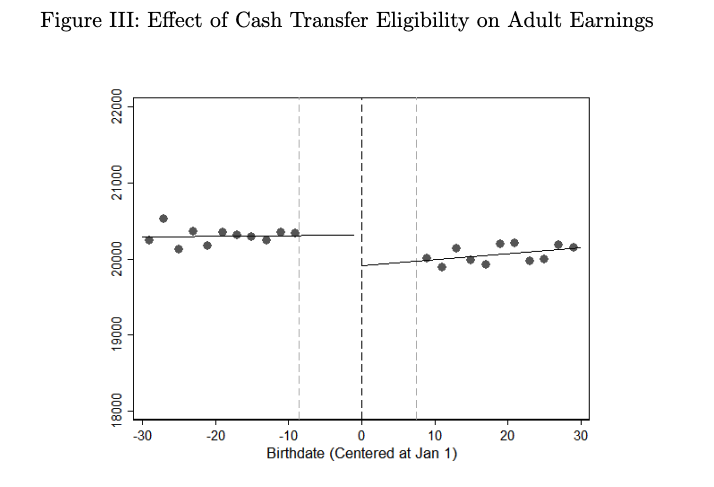 Figure III: Effect of Cash Transfer Eligibility on Adult Earnings
22000
21000
20000
19000
18000
-30 -20 -10 0 10 20 30
Birthdate (Centered at Jan 1)